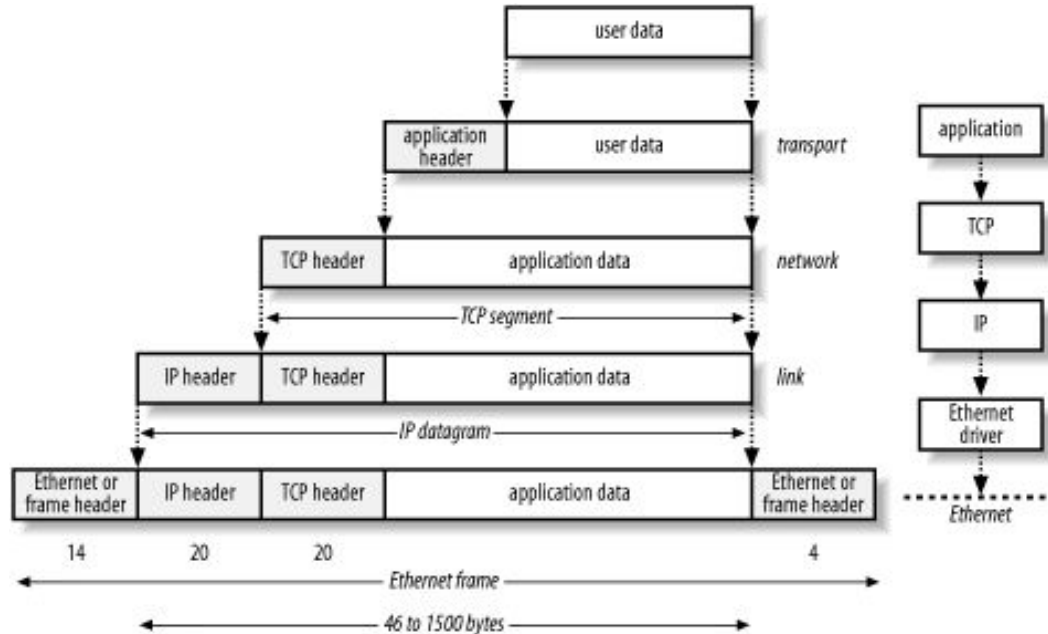 user data
application
header
user data
transport
TCP header
application data
network
TCP segment
IP header
TCP header
application data
link
IP datagram
Ethernet or
frame header
IP header
TCP header
application data
Ethernet or
frame header
14
20
20
4
Ethernet frame
46 to 1500 bytes
application
TCP
IP
Ethernet
driver
Ethernet